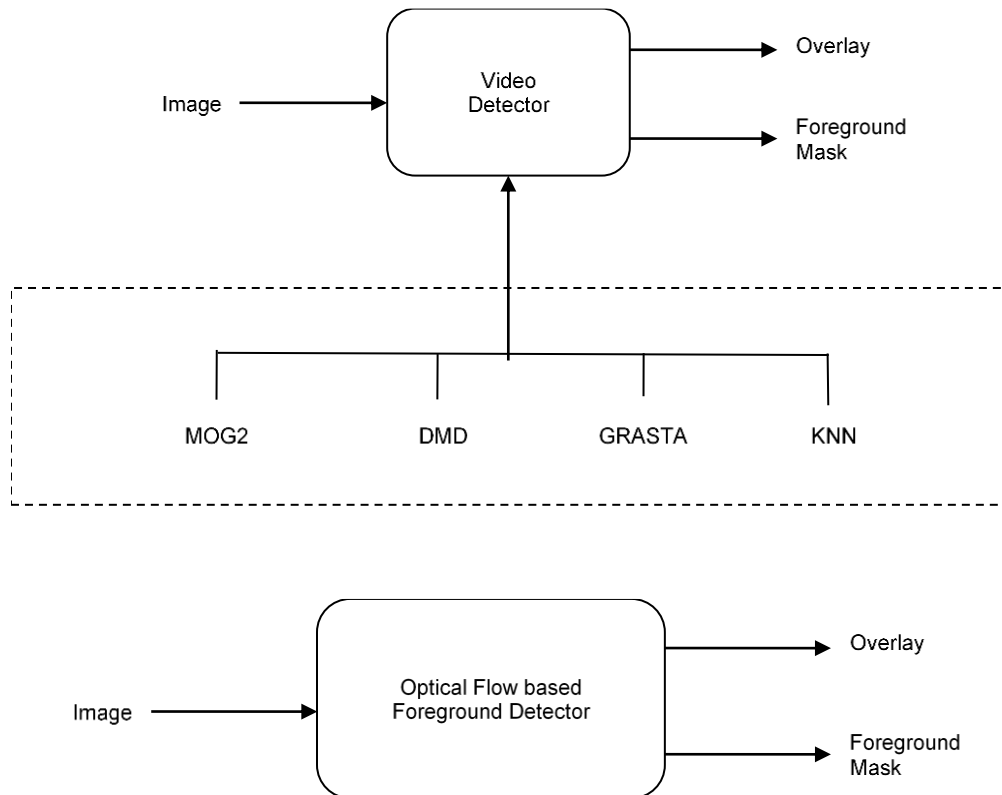 Image
Video
Detector
Overlay
Foreground
Mask
MOG2 DMD GRASTA KNN
Image
Optical Flow based
Foreground Detector
Overlay
Foreground
Mask